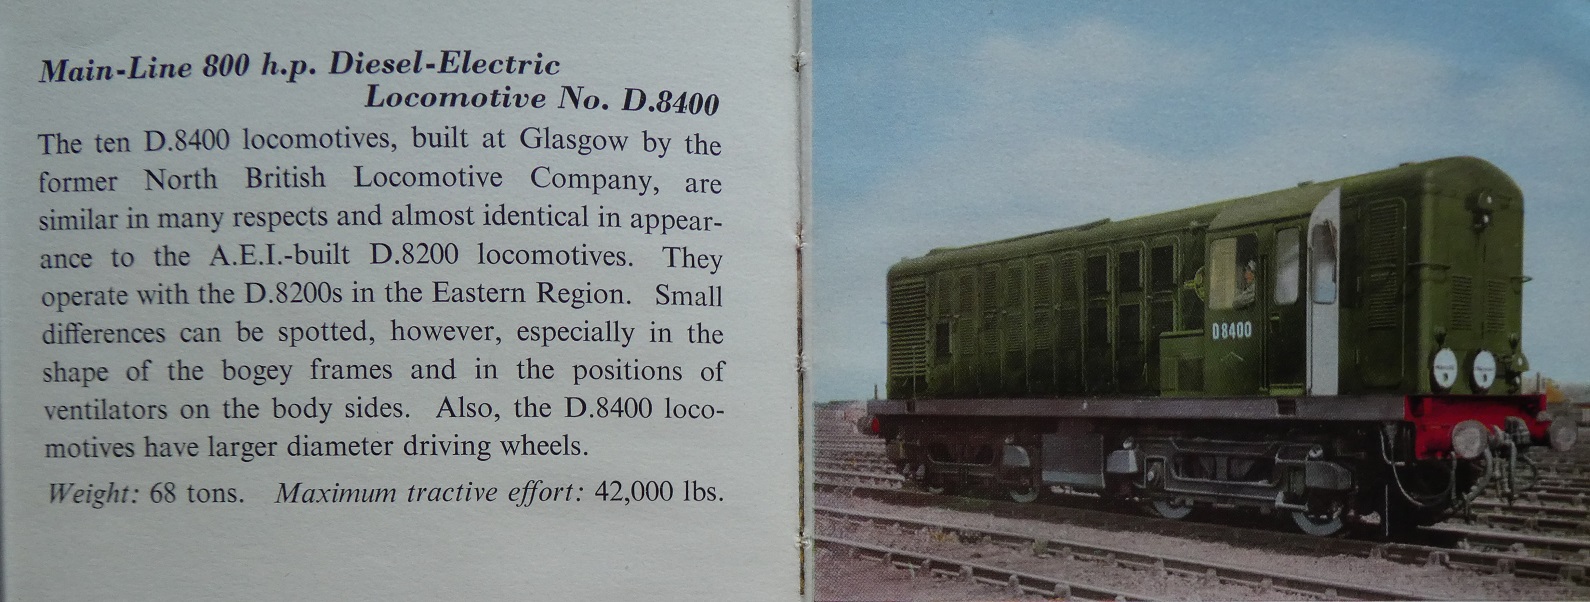 Main-Line 800 h.p. Diesel-Electric
Locomotive No. D.8400
The ten D.8400 locomotives, built at Glasgow by the
former North British Locomotive Company, are
similar in many respects and almost identical in appear-
ance to the A.E.I.-built D.8200 locomotives. They
operate with the D.8200s in the Eastern Region. Small
differences can be spotted, however, especially in the
shape of the bogey frames and in the positions of
ventilators on the body sides. Also, the D.8400 loco-
motives have larger diameter driving wheels.
Weight: 68 tons. Maximum tractive effort: 42,000 lbs.
D8400